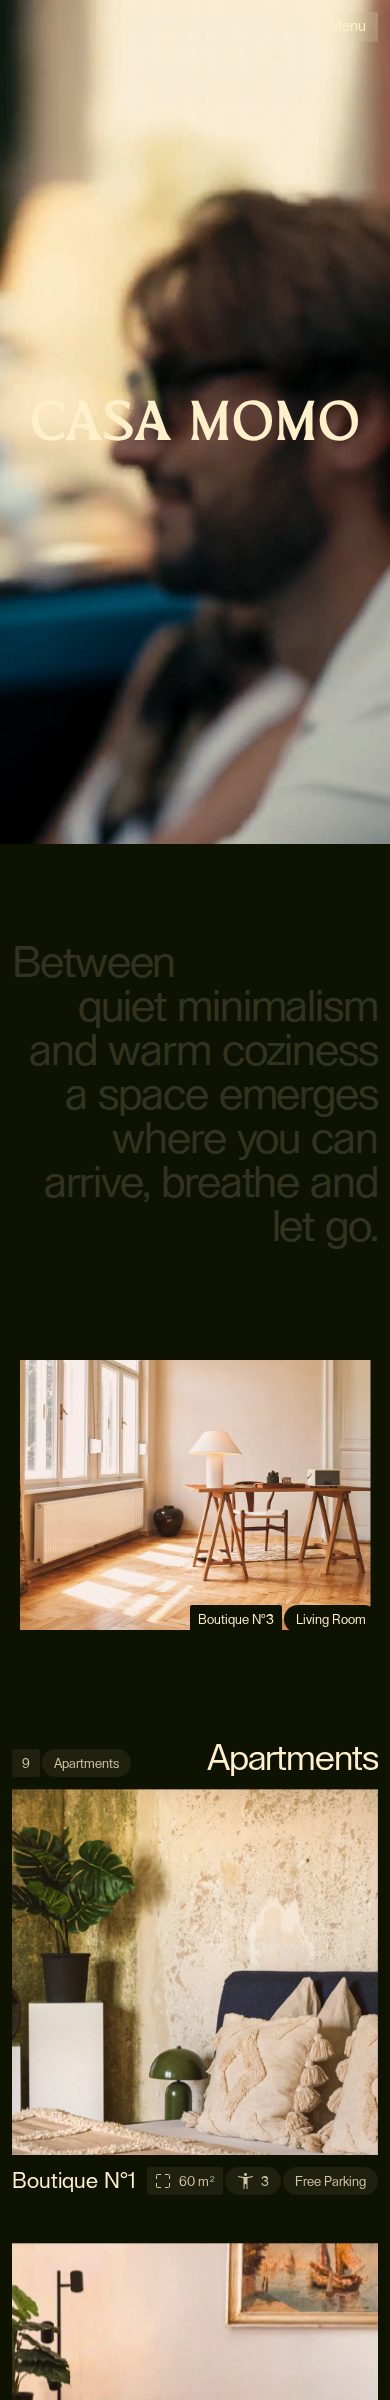 Menu
CASA MOMO
Between
quiet minimalism
and warm coziness
a space emerges
where you can
arrive, breathe and
let go.
Boutique N°3 Living Room
9 Apartments Apartments
Boutique N°1 60 m² 3 Free Parking